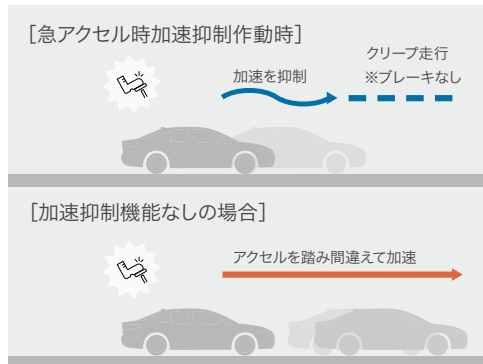 [急アクセル時加速抑制作動時]
クリープ走行
※ブレーキなし
加速を抑制
[加速抑制機能なしの場合]
アクセルを踏み間違えて加速